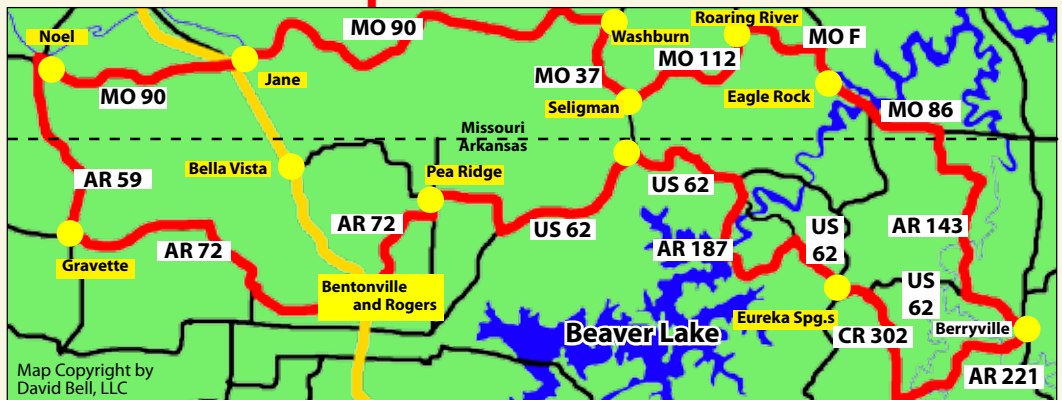 Noel
MO 90
Washburn
Roaring River
MO F
MO 112
MO 37
Jane
MO 90
Seligman
Eagle Rock
MO 86
Missouri
Arkansas
Bella Vista
Pea Ridge
AR 59
US 62
AR 72
US 62
AR 187
US
62
AR 143
AR 72
Gravette
Bentonville
and Rogers
US
62
Eureka Spg.s
Beaver Lake
CR 302
Berryville
AR 221
Map Copyright by
David Bell, LLC